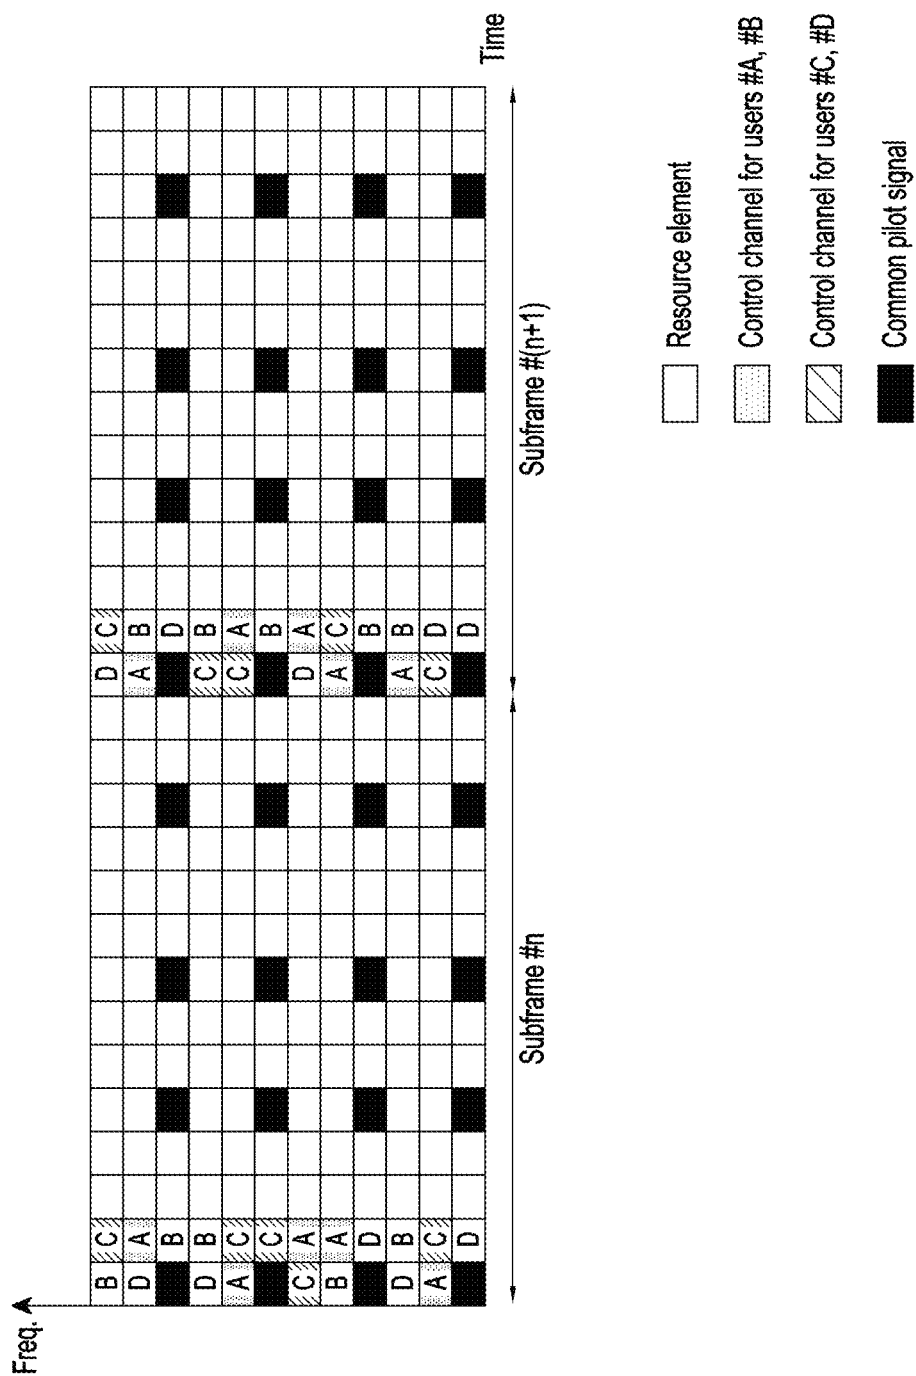 Freq.
B C D C
D A A B
B D
D B C B
A C C A
C B
C A D A
B A A C
D B
D B A B
A C C D
D D
Time
Subframe #n
Subframe #(n+1)
Resource element
Control channel for users #A, #B
Control channel for users #C, #D
Common pilot signal